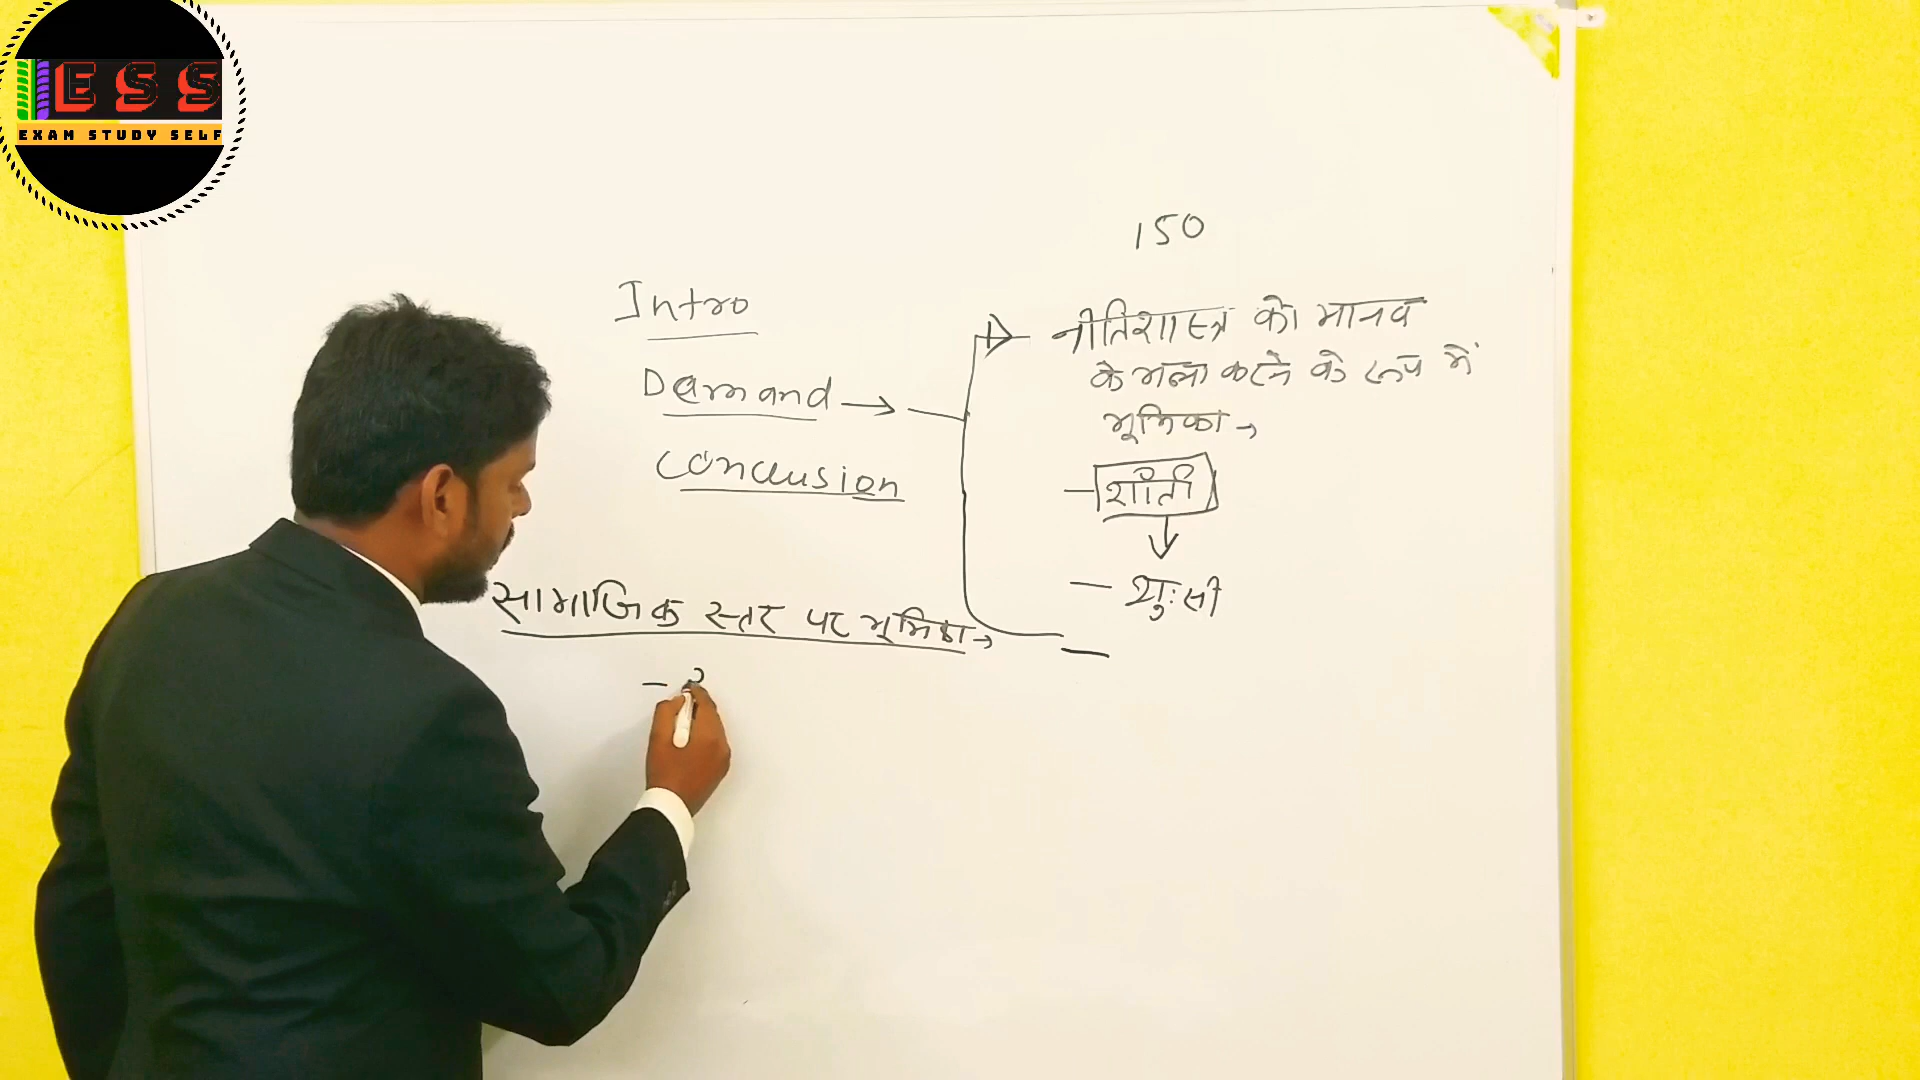 ESS
EXAM STUDY SELF
150
Intro
Demand →
Conclusion
नीतिशास्त्र को मानव
के भला करने के रूप में
भूमिका →
- शांती
↓
- शुःसी
सामाजिक स्तर पर भूमिका →
-